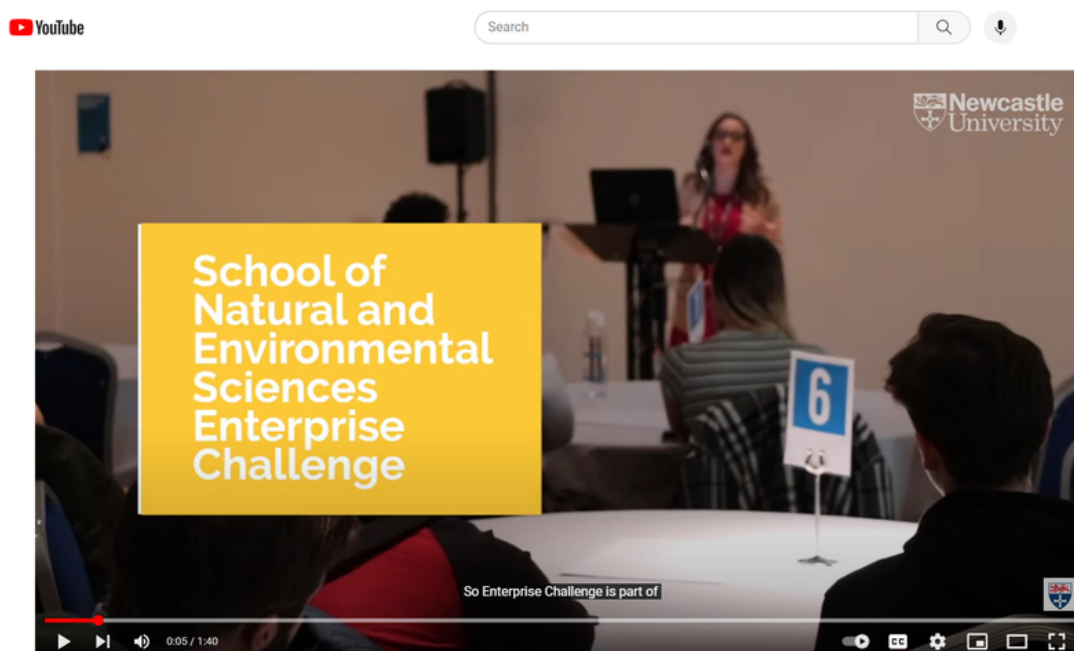 YouTube
Search
Newcastle
University
School of
Natural and
Environmental
Sciences
Enterprise
Challenge
6
So Enterprise Challenge is part of
0:05 / 1:40
CC